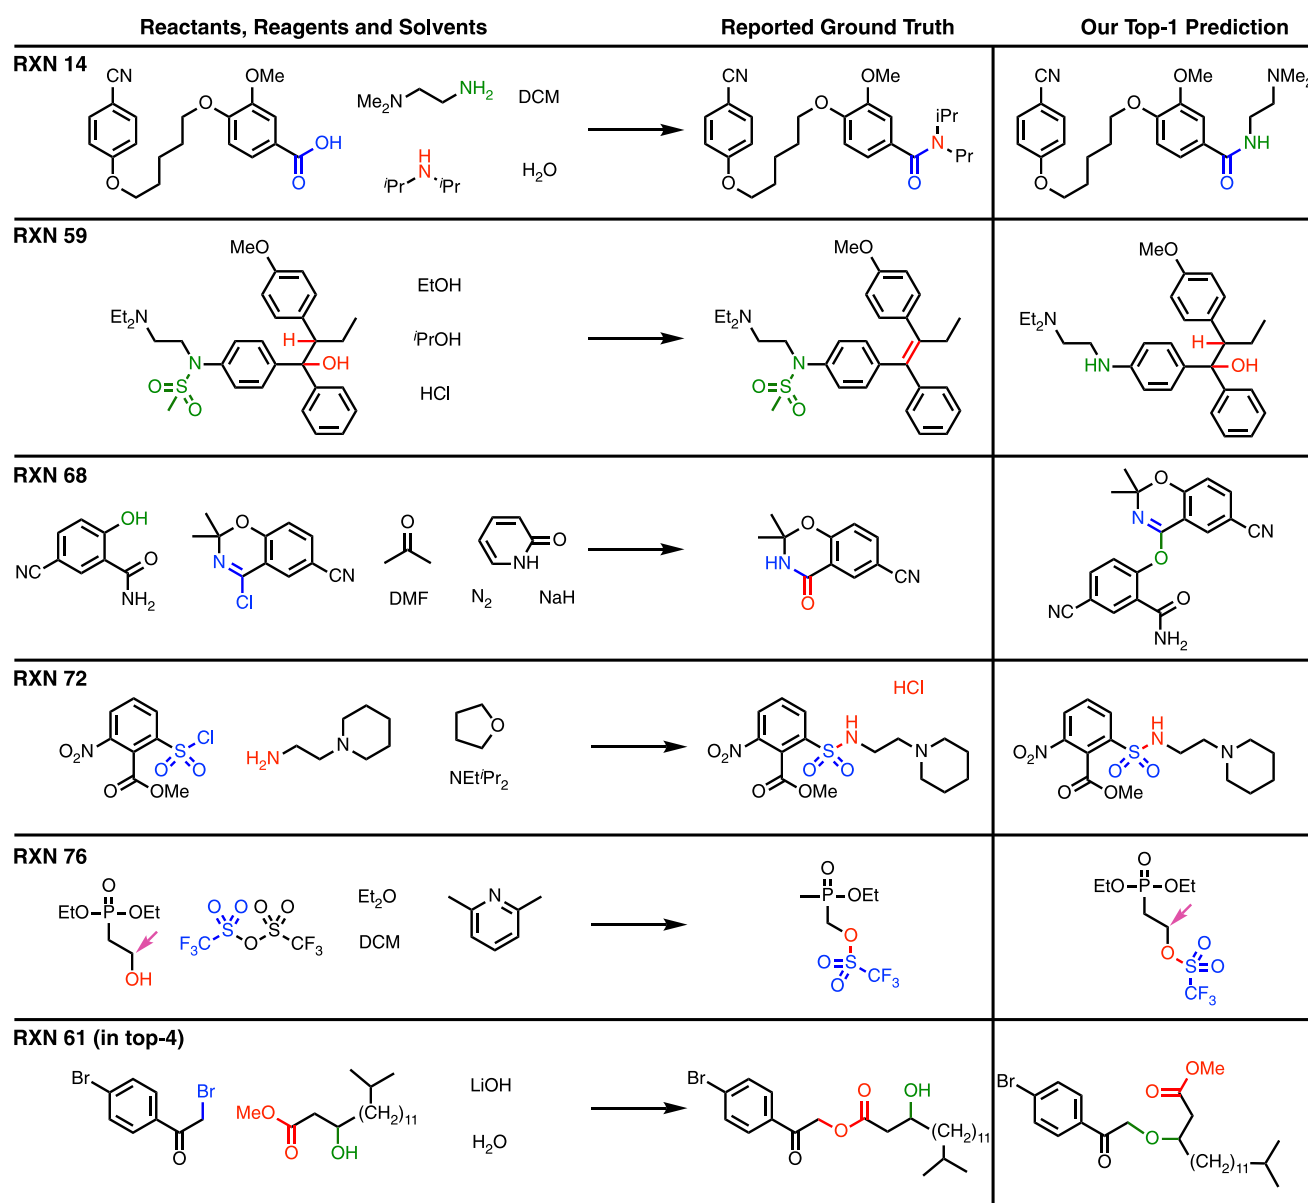 Reactants, Reagents and Solvents Reported Ground Truth Our Top-1 Prediction
RXN 14
CN OMe O OH O O
Me2N NH2 DCM
H N iPr iPr H2O
CN OMe O iPr N iPr O O
CN OMe NMe2 O NH O O
RXN 59
MeO Et2N N H OH O S O
EtOH
iPrOH
HCl
MeO Et2N N O S O
MeO Et2N HN H OH
RXN 68
OH NC O NH2
O N CN Cl
O
DMF
O NH
N2 NaH
O HN CN O
O N CN O NC O NH2
RXN 72
O2N Cl S O O O OMe
H2N N
O
NEtiPr2
HCl
O2N H N S O O N O OMe
O2N H N S O O N O OMe
RXN 76
O EtO P OEt OH
O O O O S S F3C O CF3
Et2O
DCM
N
O P OEt O O S O CF3
O EtO P OEt O O S O CF3
RXN 61 (in top-4)
Br Br O
MeO O OH (CH2)11
LiOH
H2O
Br O O O OH (CH2)11
Br O O OMe O (CH2)11